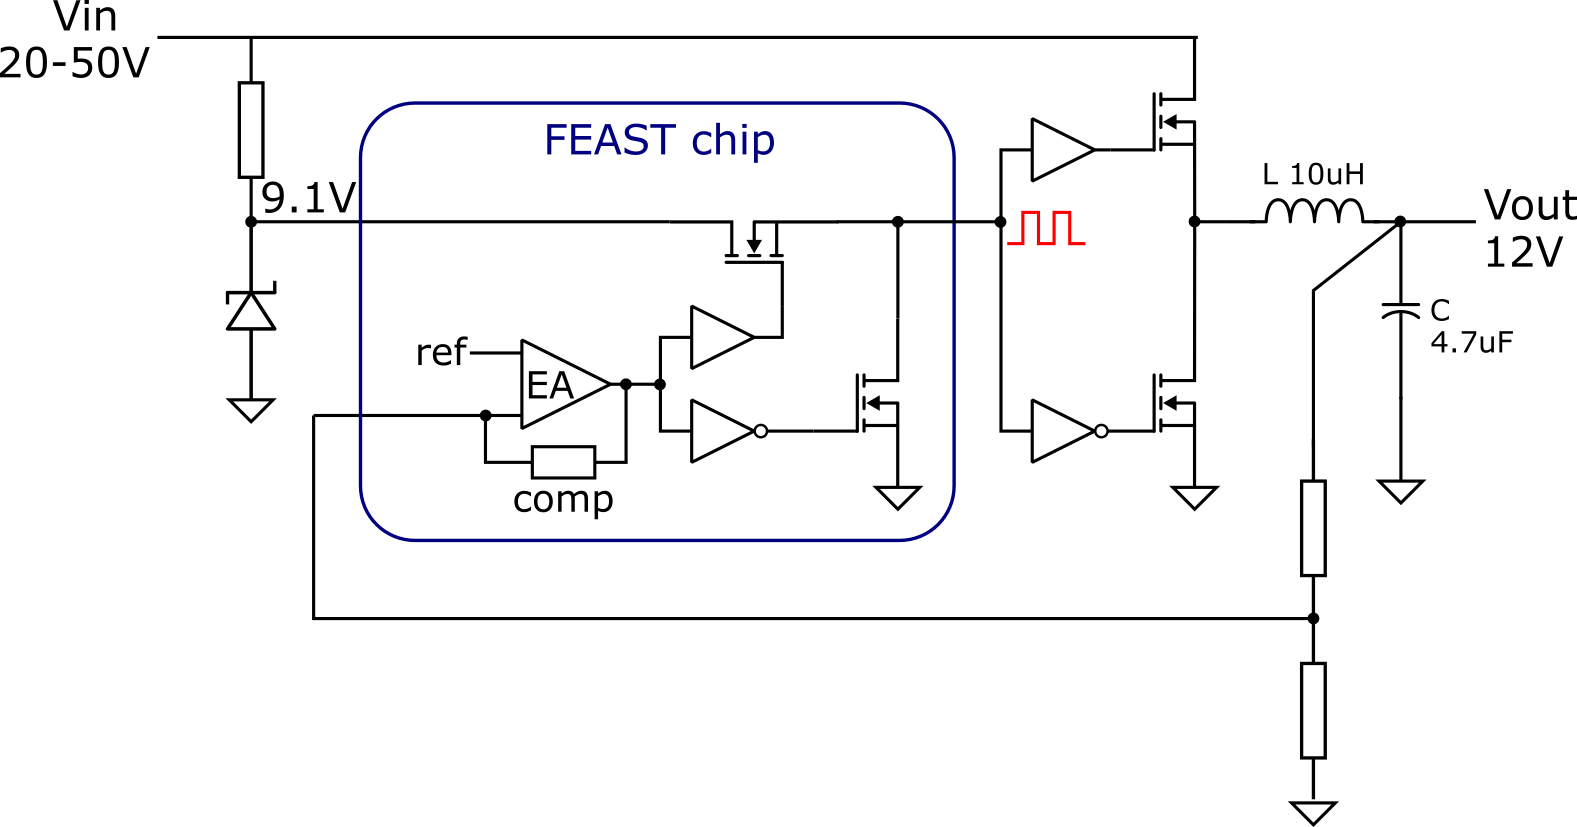 Vin
20-50V
FEAST chip
9.1V
L 10uH
Vout
12V
ref
EA
C
4.7uF
comp